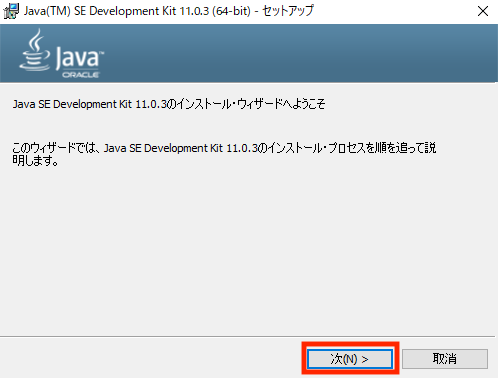 Java(TM) SE Development Kit 11.0.3 (64-bit) - セットアップ
Java™
ORACLE
Java SE Development Kit 11.0.3のインストール・ウィザードへようこそ
このウィザードでは、Java SE Development Kit 11.0.3のインストール・プロセスを順を追って説
明します。
次(N) >
取消